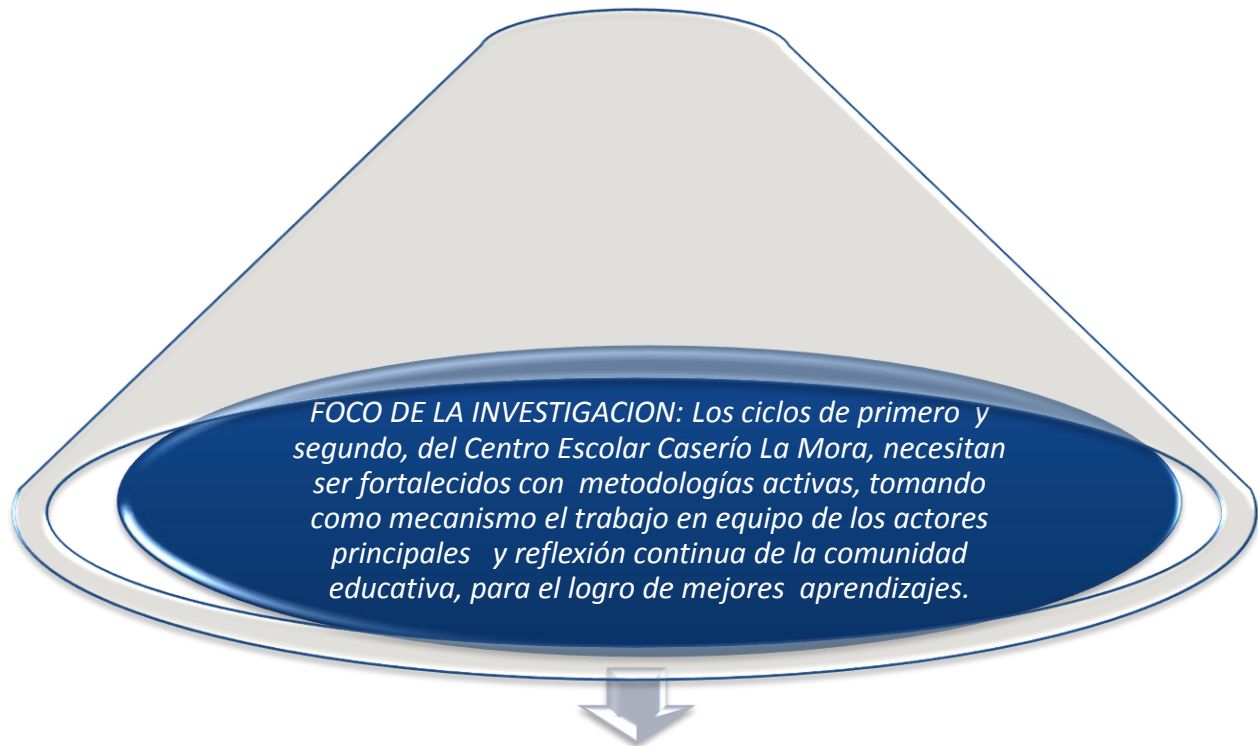 FOCO DE LA INVESTIGACION: Los ciclos de primero  y
segundo, del Centro Escolar Caserío La Mora, necesitan
ser fortalecidos con  metodologías activas, tomando
como mecanismo el trabajo en equipo de los actores
principales   y reflexión continua de la comunidad
educativa, para el logro de mejores  aprendizajes.